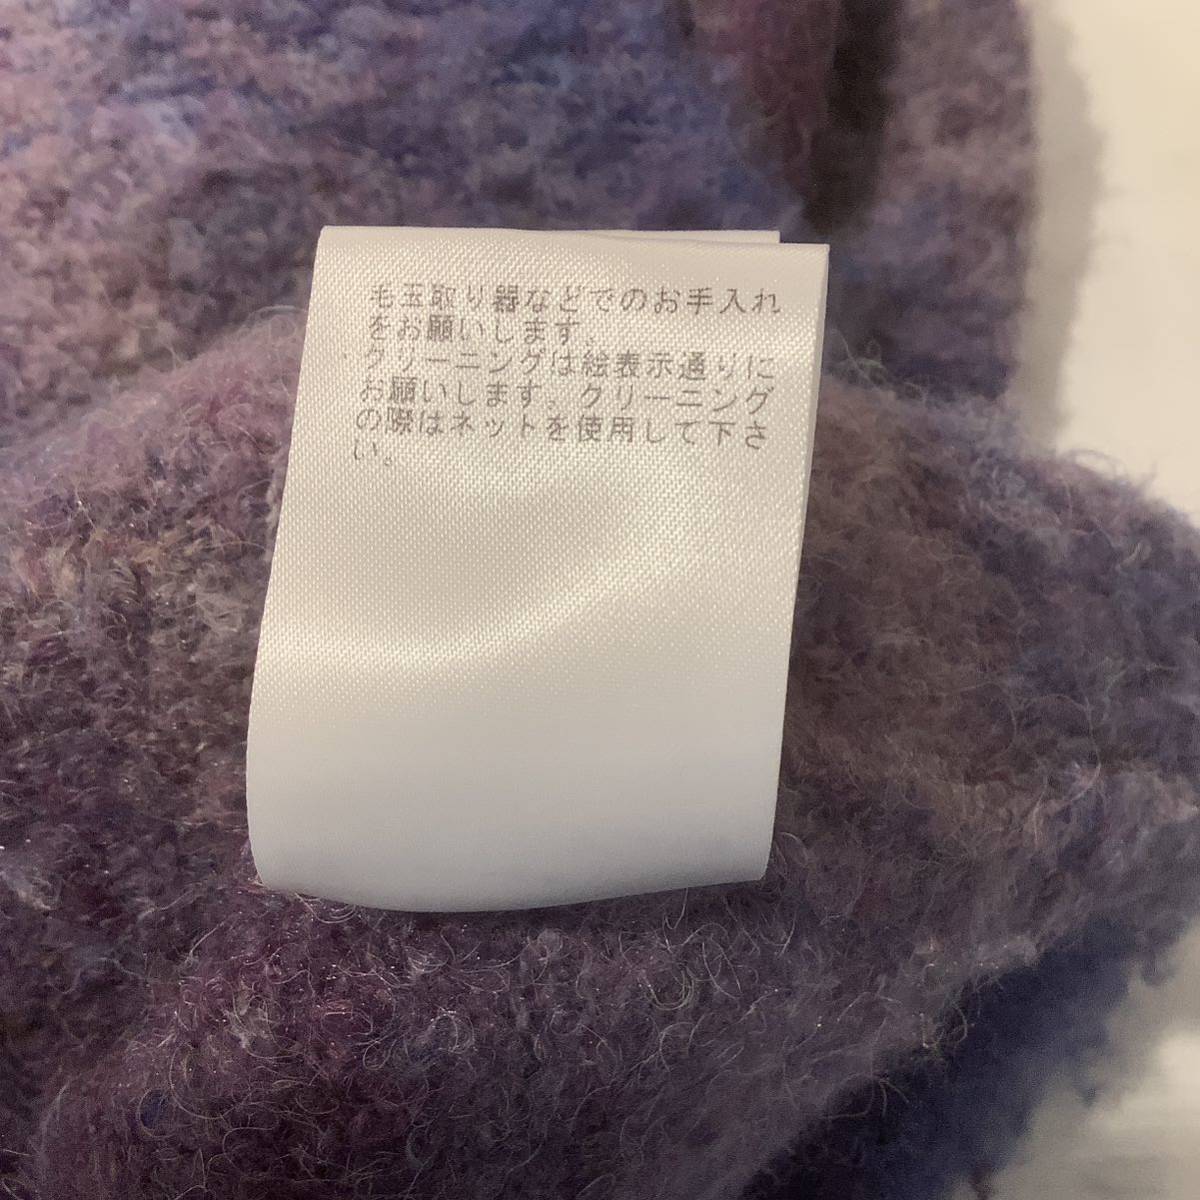 毛玉取り器などでのお手入れ
をお願いします。
クリーニングは絵表示通りに
お願いします。クリーニング
の際はネットを使用して下さ
い。